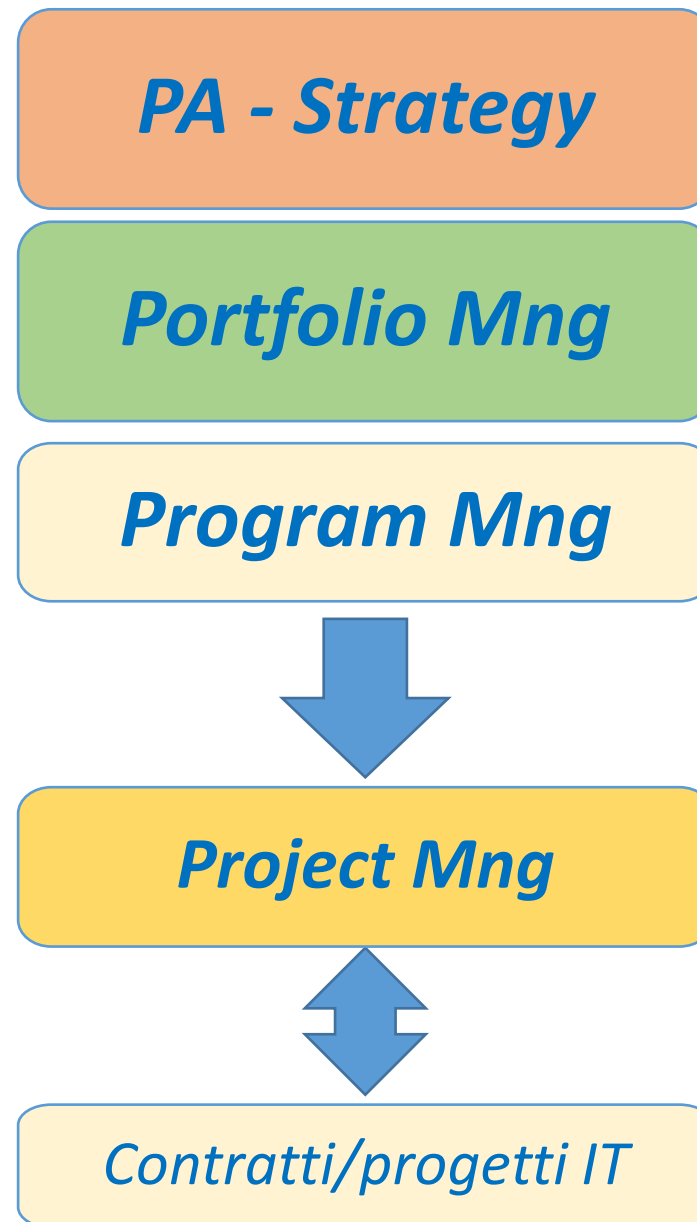 PA - Strategy
Portfolio Mng
Program Mng
Project Mng
Contratti/progetti IT